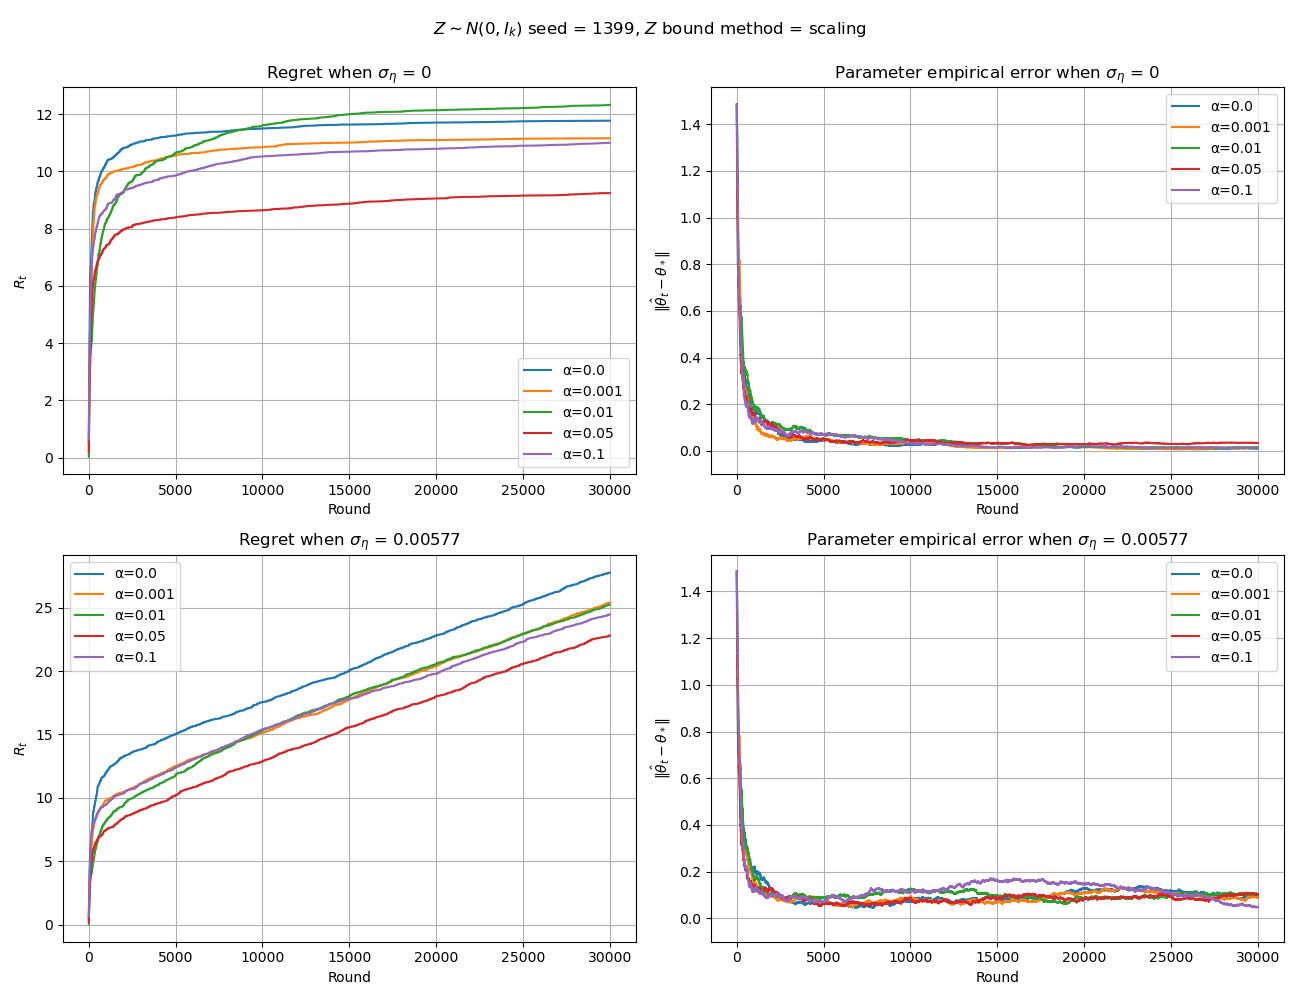 Z ∼ N(0, I_k) seed = 1399, Z bound method = scaling
Regret when σ_η = 0
R_t
12
10
8
6
4
2
0
α=0.0
α=0.001
α=0.01
α=0.05
α=0.1
0 5000 10000 15000 20000 25000 30000
Round
Parameter empirical error when σ_η = 0
‖θ̂_t − θ_*‖
1.4
1.2
1.0
0.8
0.6
0.4
0.2
0.0
α=0.0
α=0.001
α=0.01
α=0.05
α=0.1
0 5000 10000 15000 20000 25000 30000
Round
Regret when σ_η = 0.00577
R_t
25
20
15
10
5
0
α=0.0
α=0.001
α=0.01
α=0.05
α=0.1
0 5000 10000 15000 20000 25000 30000
Round
Parameter empirical error when σ_η = 0.00577
‖θ̂_t − θ_*‖
1.4
1.2
1.0
0.8
0.6
0.4
0.2
0.0
α=0.0
α=0.001
α=0.01
α=0.05
α=0.1
0 5000 10000 15000 20000 25000 30000
Round